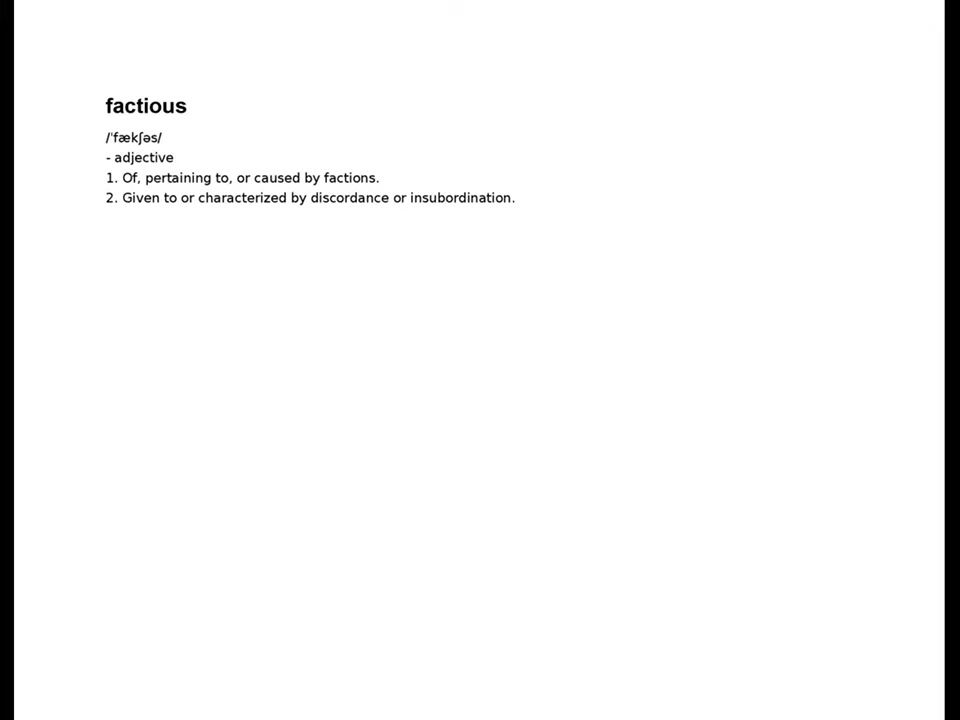 factious
/ˈfækʃəs/
- adjective
1. Of, pertaining to, or caused by factions.
2. Given to or characterized by discordance or insubordination.